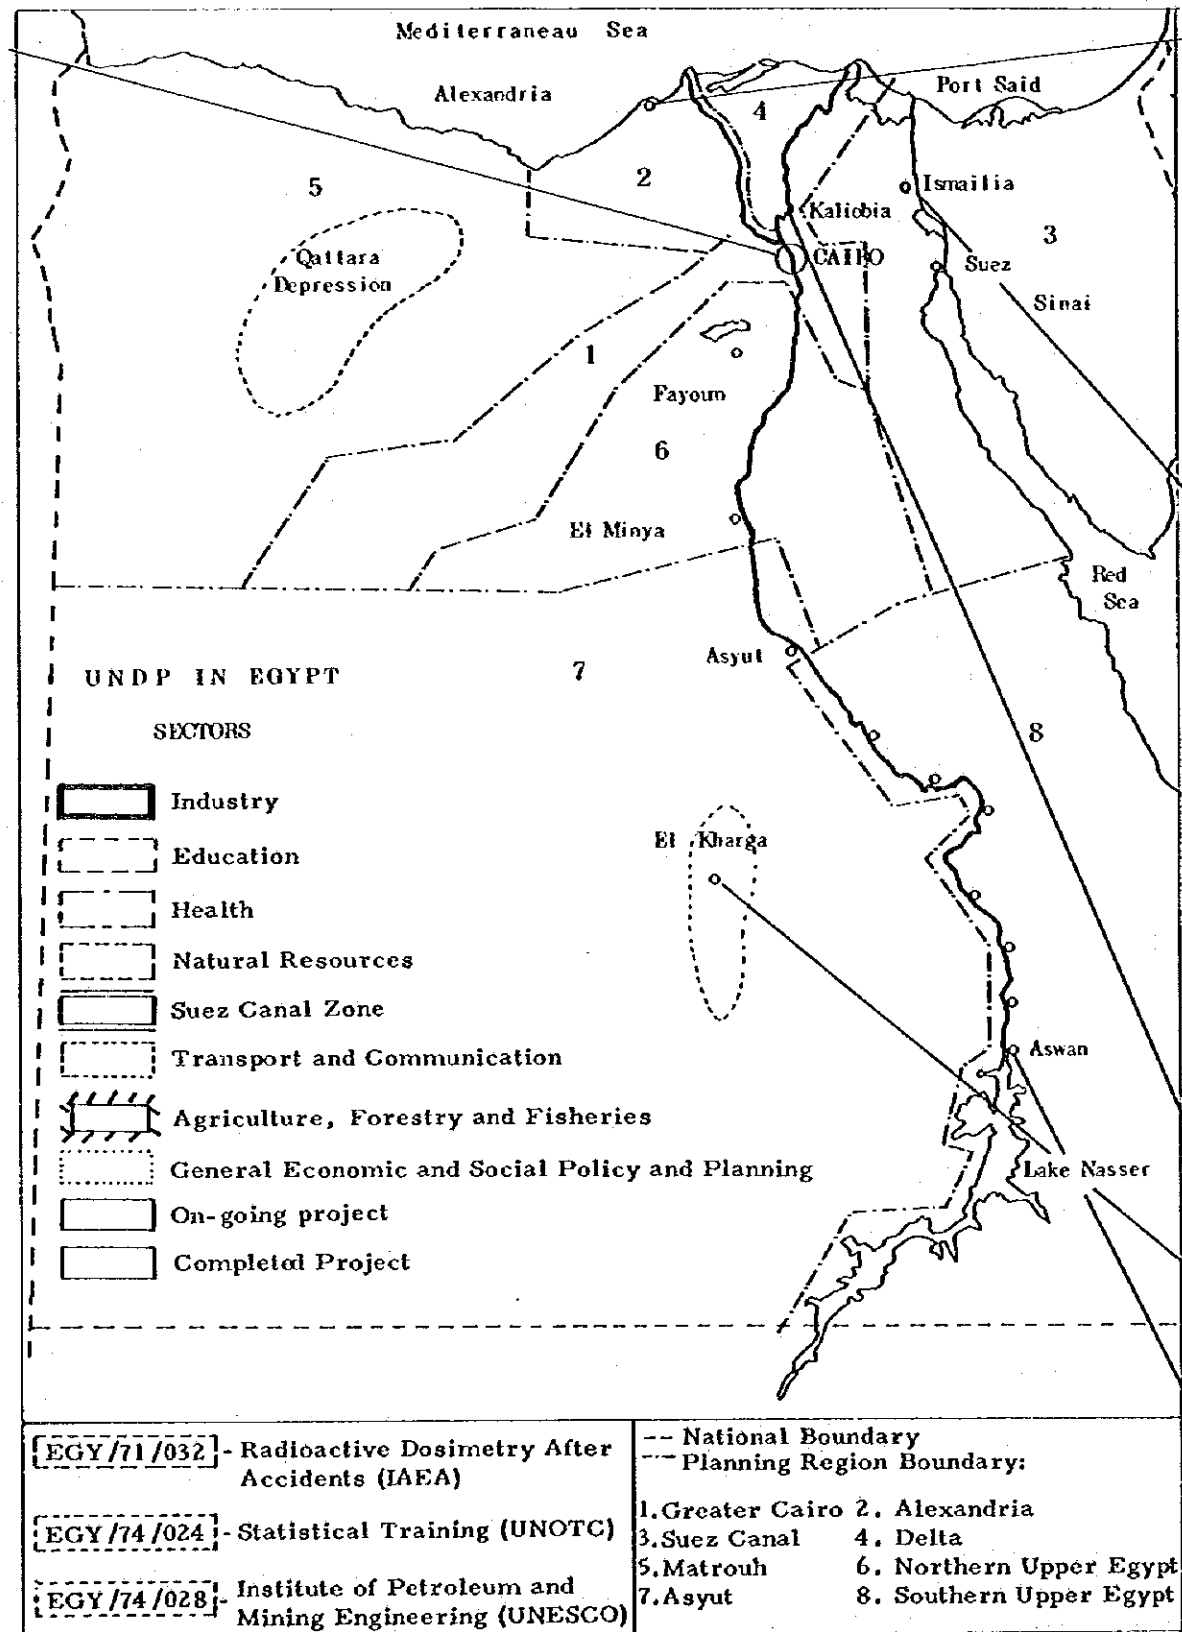 Mediterraneau Sea
Alexandria
Port Said
4
2
5
Ismailia
Kaliobia
3
Qattara
Depression
CAIRO
Suez
Sinai
1
Fayoum
6
El Minya
Red
Sea
Asyut
7
UNDP IN EGYPT
SECTORS
8
Industry
El Kharga
Education
Health
Natural Resources
Suez Canal Zone
Transport and Communication
Aswan
Agriculture, Forestry and Fisheries
General Economic and Social Policy and Planning
Lake Nasser
On-going project
Completed Project
EGY/71/032 - Radioactive Dosimetry After
Accidents (IAEA)
EGY/74/024 - Statistical Training (UNOTC)
EGY/74/028 - Institute of Petroleum and
Mining Engineering (UNESCO)
-- National Boundary
--- Planning Region Boundary:
1.Greater Cairo 2. Alexandria
3.Suez Canal 4. Delta
5.Matrouh 6. Northern Upper Egypt
7.Asyut 8. Southern Upper Egypt